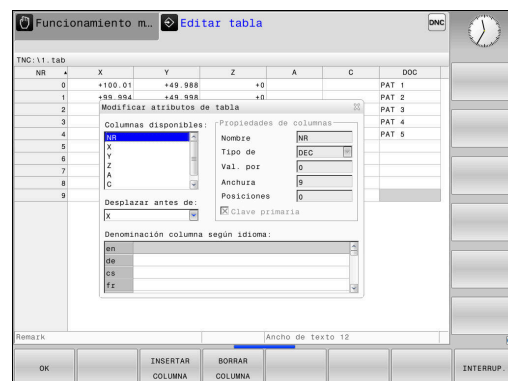 Funcionamiento m… Editar tabla DNC
TNC:\1.tab
NR X Y Z A C DOC
0 +100.01 +49.988 +0 PAT 1
1 +99.994 +49.998 +0 PAT 2
2 PAT 3
3 PAT 4
4 PAT 5
5
6
7
8
9
Modificar atributos de tabla
Columnas disponibles:
NR
X
Y
Z
A
C
Desplazar antes de:
X
Propiedades de columnas
Nombre NR
Tipo de DEC
Val. por 0
Anchura 9
Posiciones 0
Clave primaria
Denominación columna según idioma:
en
de
cs
fr
Remark Ancho de texto 12
OK
INSERTAR
COLUMNA
BORRAR
COLUMNA
INTERRUP.